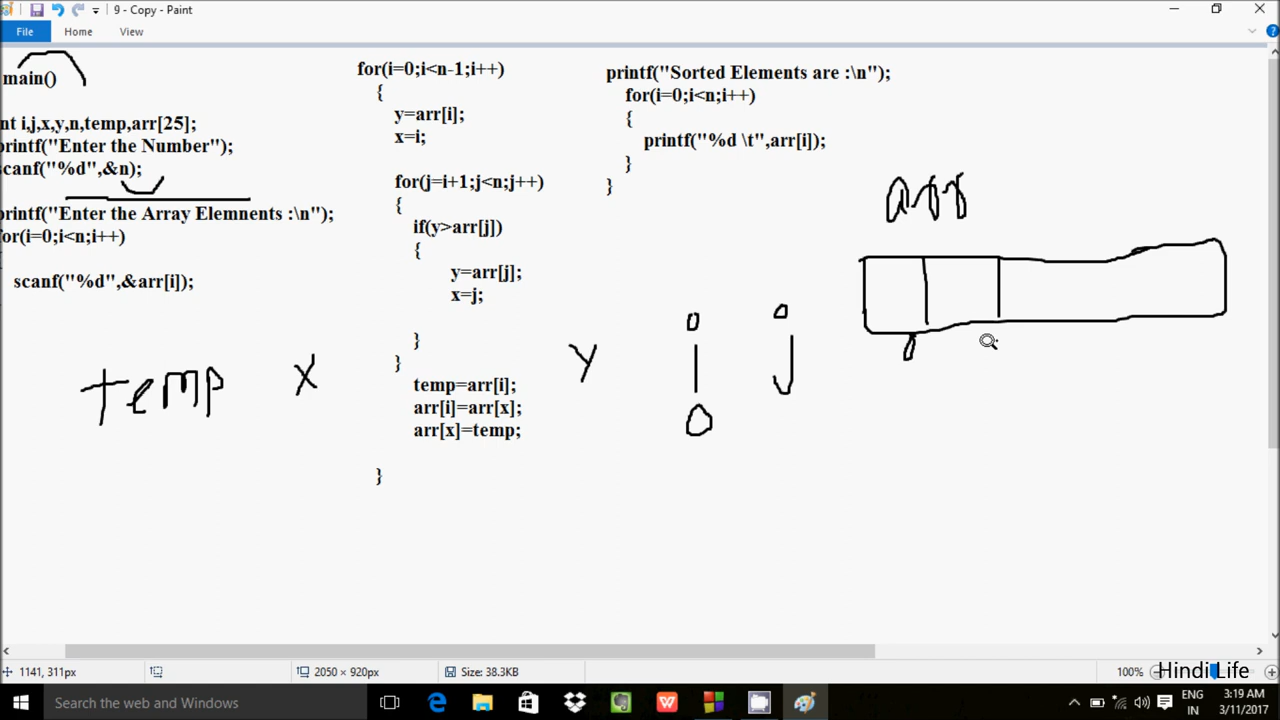 9 - Copy - Paint
File Home View
main()
nt i,j,x,y,n,temp,arr[25];
printf("Enter the Number");
scanf("%d",&n);
printf("Enter the Array Elemnents :\n");
for(i=0;i<n;i++)
scanf("%d",&arr[i]);
for(i=0;i<n-1;i++)
{
y=arr[i];
x=i;
for(j=i+1;j<n;j++)
{
if(y>arr[j])
{
y=arr[j];
x=j;
}
}
temp=arr[i];
arr[i]=arr[x];
arr[x]=temp;
}
printf("Sorted Elements are :\n");
for(i=0;i<n;i++)
{
printf("%d \t",arr[i]);
}
}
arr
temp x y i j
0
0
1141, 311px 2050 × 920px Size: 38.3KB 100%
Hindi Life
Search the web and Windows
ENG 3:19 AM
IN 3/11/2017